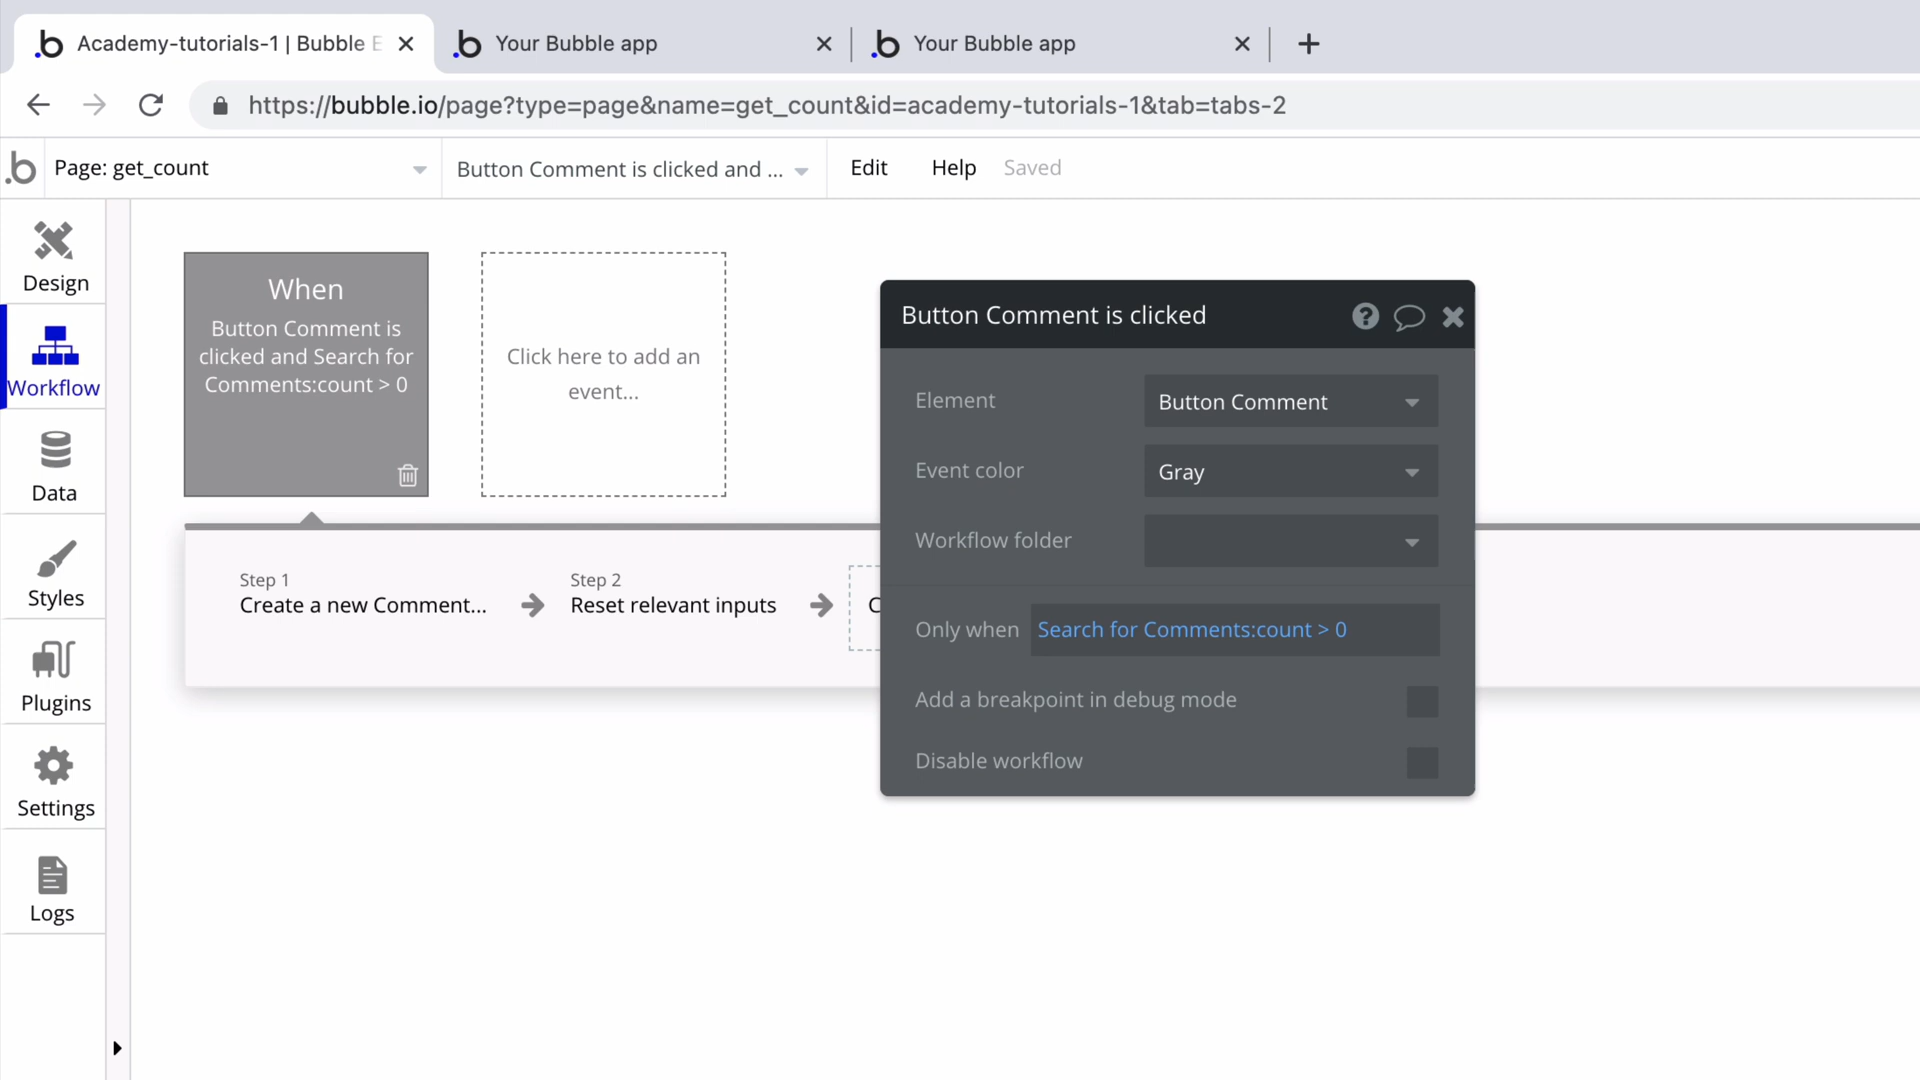 Academy-tutorials-1 | Bubble E
Your Bubble app
Your Bubble app
https://bubble.io/page?type=page&name=get_count&id=academy-tutorials-1&tab=tabs-2
Page: get_count
Button Comment is clicked and ...
Edit
Help
Saved
Design
Workflow
Data
Styles
Plugins
Settings
Logs
When
Button Comment is
clicked and Search for
Comments:count > 0
Click here to add an
event...
Step 1
Create a new Comment...
Step 2
Reset relevant inputs
C
Button Comment is clicked
Element
Button Comment
Event color
Gray
Workflow folder
Only when
Search for Comments:count > 0
Add a breakpoint in debug mode
Disable workflow